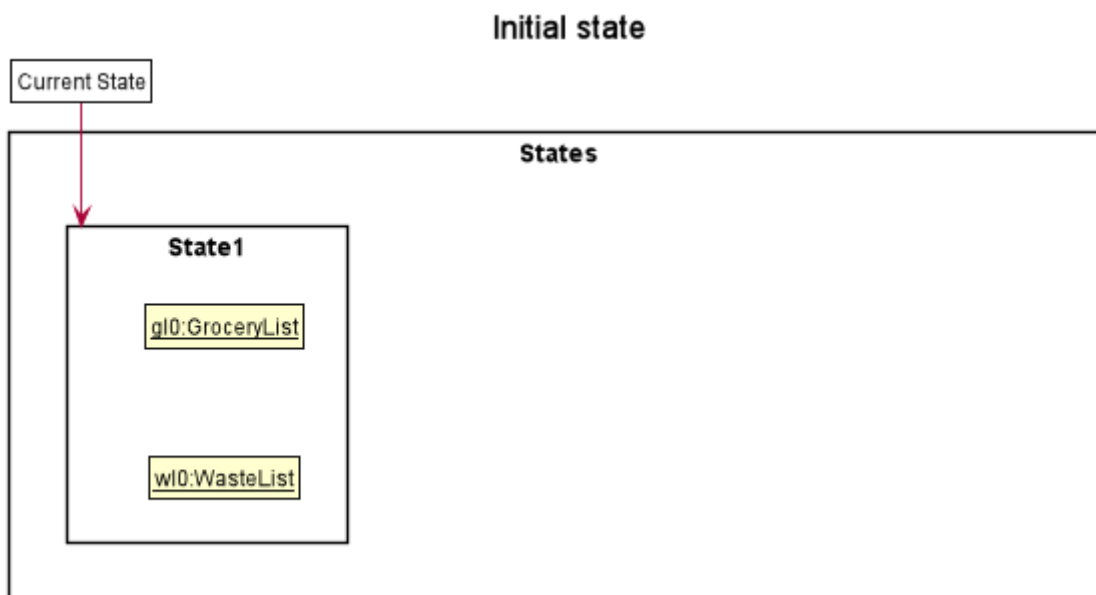 Initial state
Current State
States
State1
gl0:GroceryList
wl0:WasteList